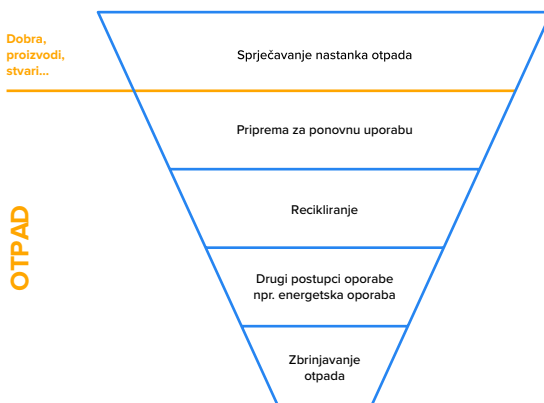 Dobra,
proizvodi,
stvari...
Sprječavanje nastanka otpada
Priprema za ponovnu uporabu
OTPAD
Recikliranje
Drugi postupci oporabe
npr. energetska oporaba
Zbrinjavanje
otpada